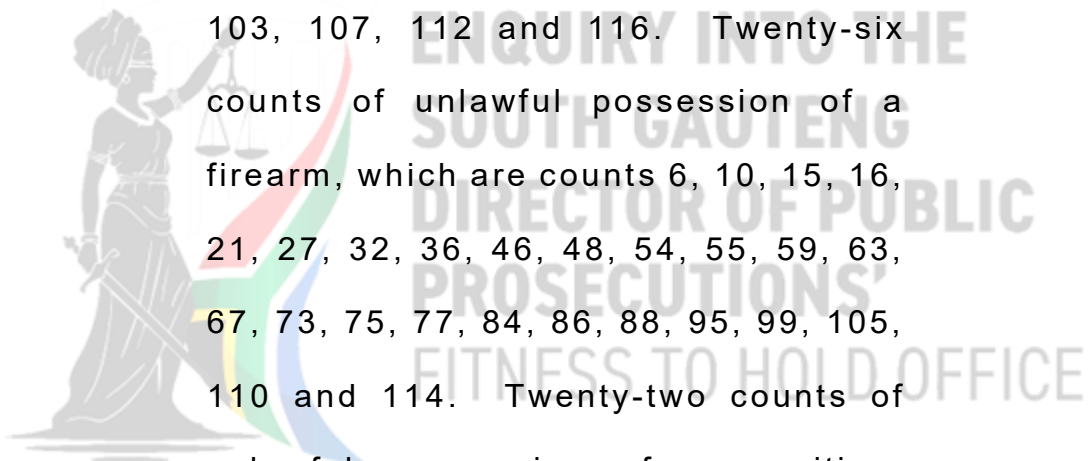 103, 107, 112 and 116. Twenty-six
counts of unlawful possession of a
firearm, which are counts 6, 10, 15, 16,
21, 27, 32, 36, 46, 48, 54, 55, 59, 63,
67, 73, 75, 77, 84, 86, 88, 95, 99, 105,
110 and 114. Twenty-two counts of
ENQUIRY INTO THE
SOUTH GAUTENG
DIRECTOR OF PUBLIC
PROSECUTIONS'
FITNESS TO HOLD OFFICE